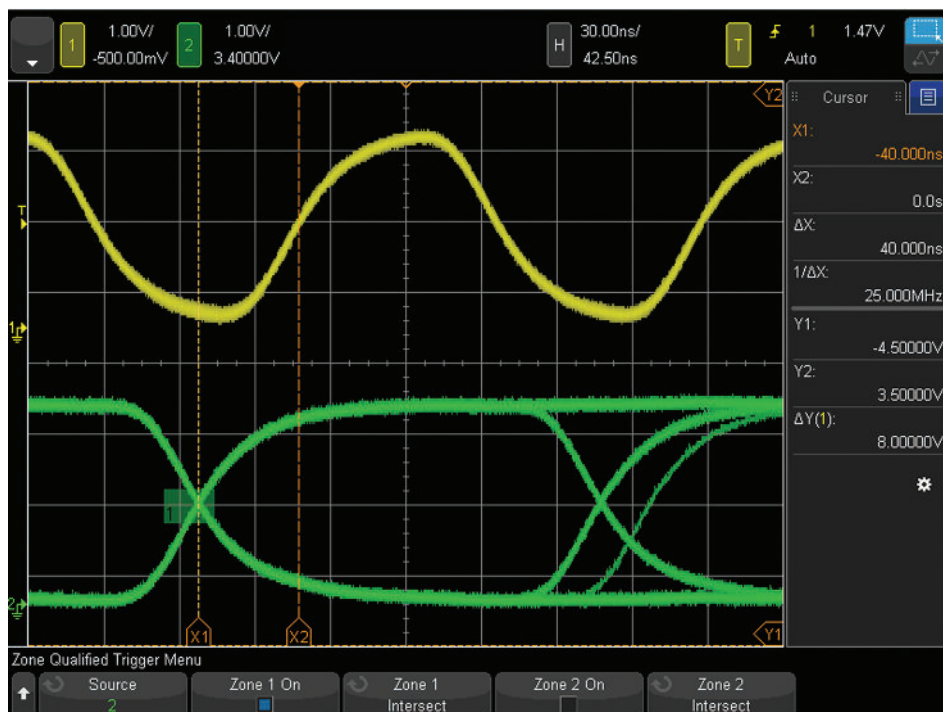 1 1.00V/ 2 1.00V/ H 30.00ns/ T 1 1.47V
-500.00mV 3.40000V 42.50ns Auto
Y2
Cursor
X1:
-40.000ns
X2:
0.0s
ΔX:
40.000ns
1/ΔX:
25.000MHz
Y1:
-4.50000V
Y2:
3.50000V
ΔY(1):
8.00000V
T
1
1
2
X1 X2 Y1
Zone Qualified Trigger Menu
Source Zone 1 On Zone 1 Zone 2 On Zone 2
2 Intersect Intersect